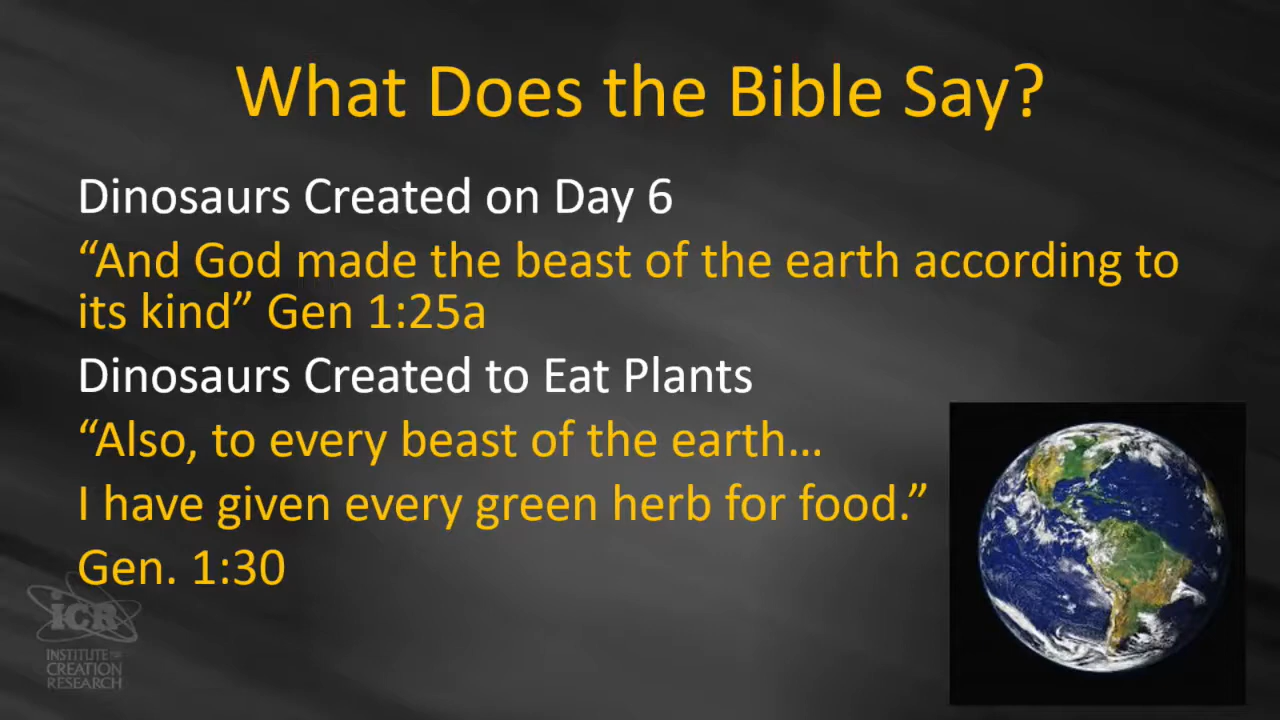 What Does the Bible Say?
Dinosaurs Created on Day 6
“And God made the beast of the earth according to
its kind” Gen 1:25a
Dinosaurs Created to Eat Plants
“Also, to every beast of the earth…
I have given every green herb for food.”
Gen. 1:30
iCR
INSTITUTE FOR
CREATION
RESEARCH